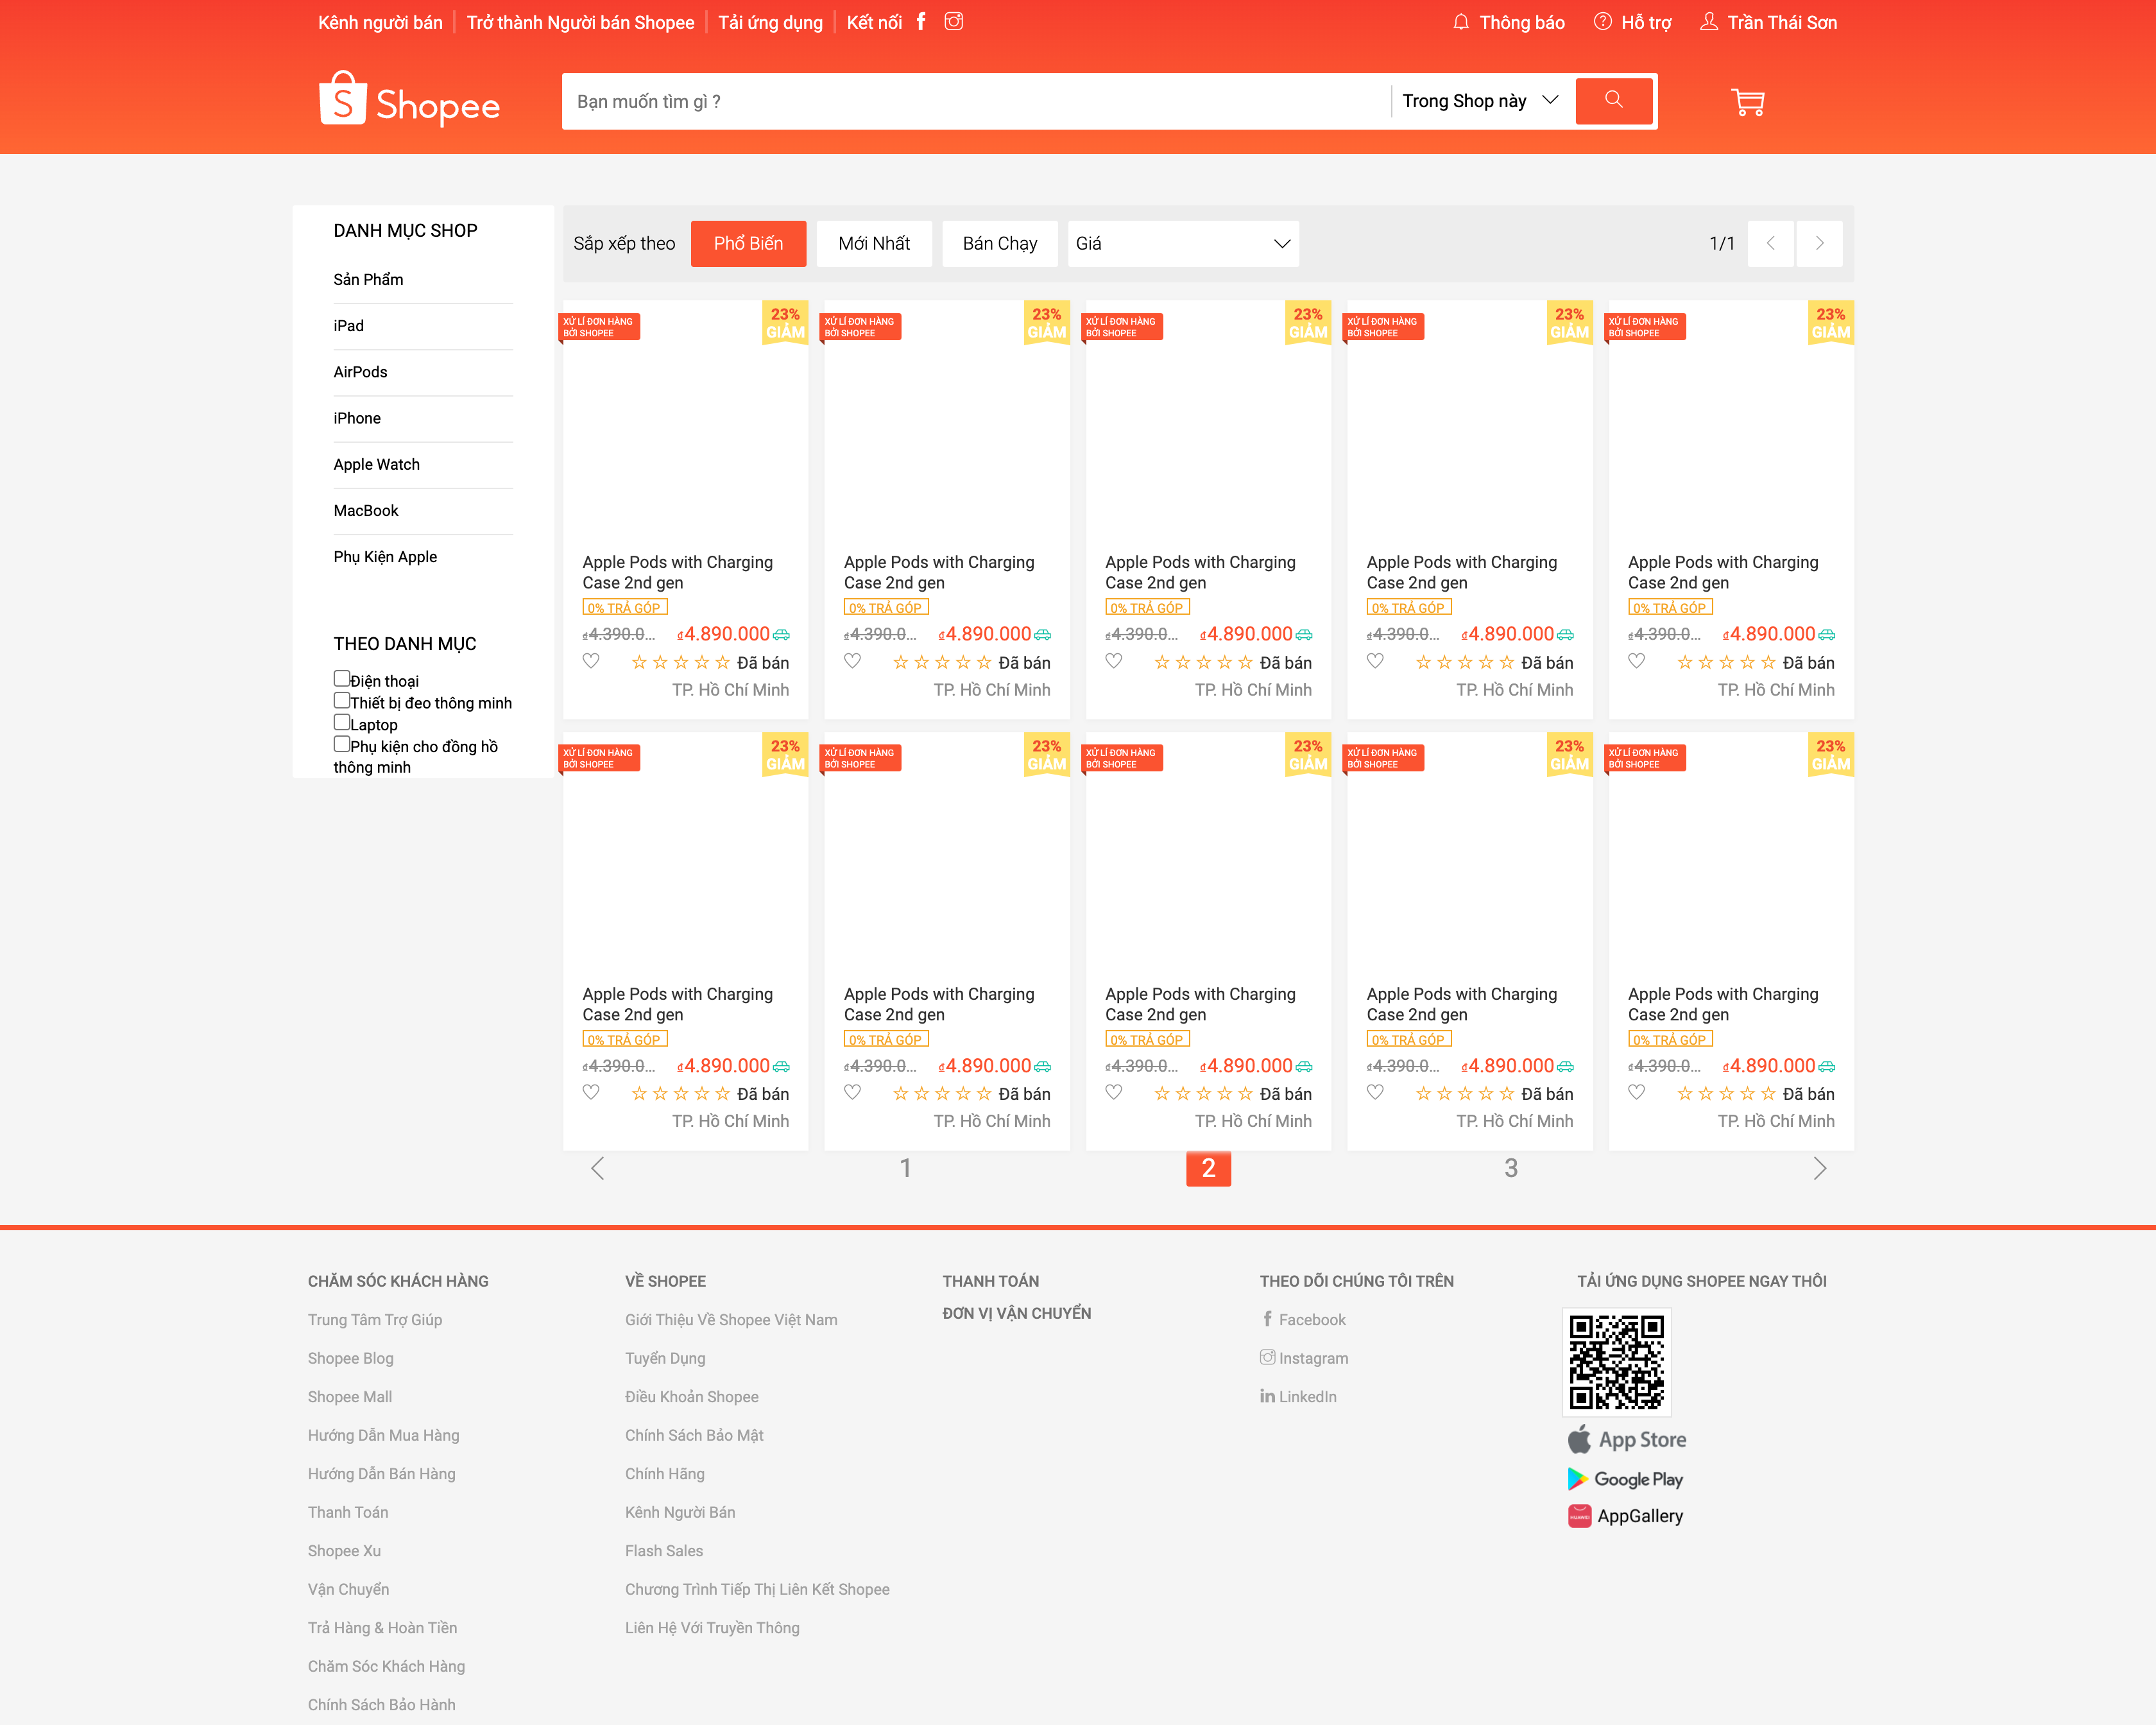 Kênh người bán
Trở thành Người bán Shopee
Tải ứng dụng
Kết nối
Thông báo
Hỗ trợ
Trần Thái Sơn
Shopee
Bạn muốn tìm gì ?
Trong Shop này
DANH MỤC SHOP
Sản Phẩm
iPad
AirPods
iPhone
Apple Watch
MacBook
Phụ Kiện Apple
THEO DANH MỤC
Điện thoại
Thiết bị đeo thông minh
Laptop
Phụ kiện cho đồng hồ
thông minh
Sắp xếp theo
Phổ Biến
Mới Nhất
Bán Chạy
Giá
1/1
XỬ LÍ ĐƠN HÀNG
BỞI SHOPEE
23%
GIẢM
Apple Pods with Charging
Case 2nd gen
0% TRẢ GÓP
₫4.390.0... ₫4.890.000
Đã bán
TP. Hồ Chí Minh
XỬ LÍ ĐƠN HÀNG
BỞI SHOPEE
23%
GIẢM
Apple Pods with Charging
Case 2nd gen
0% TRẢ GÓP
₫4.390.0... ₫4.890.000
Đã bán
TP. Hồ Chí Minh
XỬ LÍ ĐƠN HÀNG
BỞI SHOPEE
23%
GIẢM
Apple Pods with Charging
Case 2nd gen
0% TRẢ GÓP
₫4.390.0... ₫4.890.000
Đã bán
TP. Hồ Chí Minh
XỬ LÍ ĐƠN HÀNG
BỞI SHOPEE
23%
GIẢM
Apple Pods with Charging
Case 2nd gen
0% TRẢ GÓP
₫4.390.0... ₫4.890.000
Đã bán
TP. Hồ Chí Minh
XỬ LÍ ĐƠN HÀNG
BỞI SHOPEE
23%
GIẢM
Apple Pods with Charging
Case 2nd gen
0% TRẢ GÓP
₫4.390.0... ₫4.890.000
Đã bán
TP. Hồ Chí Minh
XỬ LÍ ĐƠN HÀNG
BỞI SHOPEE
23%
GIẢM
Apple Pods with Charging
Case 2nd gen
0% TRẢ GÓP
₫4.390.0... ₫4.890.000
Đã bán
TP. Hồ Chí Minh
XỬ LÍ ĐƠN HÀNG
BỞI SHOPEE
23%
GIẢM
Apple Pods with Charging
Case 2nd gen
0% TRẢ GÓP
₫4.390.0... ₫4.890.000
Đã bán
TP. Hồ Chí Minh
XỬ LÍ ĐƠN HÀNG
BỞI SHOPEE
23%
GIẢM
Apple Pods with Charging
Case 2nd gen
0% TRẢ GÓP
₫4.390.0... ₫4.890.000
Đã bán
TP. Hồ Chí Minh
XỬ LÍ ĐƠN HÀNG
BỞI SHOPEE
23%
GIẢM
Apple Pods with Charging
Case 2nd gen
0% TRẢ GÓP
₫4.390.0... ₫4.890.000
Đã bán
TP. Hồ Chí Minh
XỬ LÍ ĐƠN HÀNG
BỞI SHOPEE
23%
GIẢM
Apple Pods with Charging
Case 2nd gen
0% TRẢ GÓP
₫4.390.0... ₫4.890.000
Đã bán
TP. Hồ Chí Minh
1 2 3
CHĂM SÓC KHÁCH HÀNG
Trung Tâm Trợ Giúp
Shopee Blog
Shopee Mall
Hướng Dẫn Mua Hàng
Hướng Dẫn Bán Hàng
Thanh Toán
Shopee Xu
Vận Chuyển
Trả Hàng & Hoàn Tiền
Chăm Sóc Khách Hàng
Chính Sách Bảo Hành
VỀ SHOPEE
Giới Thiệu Về Shopee Việt Nam
Tuyển Dụng
Điều Khoản Shopee
Chính Sách Bảo Mật
Chính Hãng
Kênh Người Bán
Flash Sales
Chương Trình Tiếp Thị Liên Kết Shopee
Liên Hệ Với Truyền Thông
THANH TOÁN
ĐƠN VỊ VẬN CHUYỂN
THEO DÕI CHÚNG TÔI TRÊN
Facebook
Instagram
LinkedIn
TẢI ỨNG DỤNG SHOPEE NGAY THÔI
App Store
Google Play
HUAWEI AppGallery